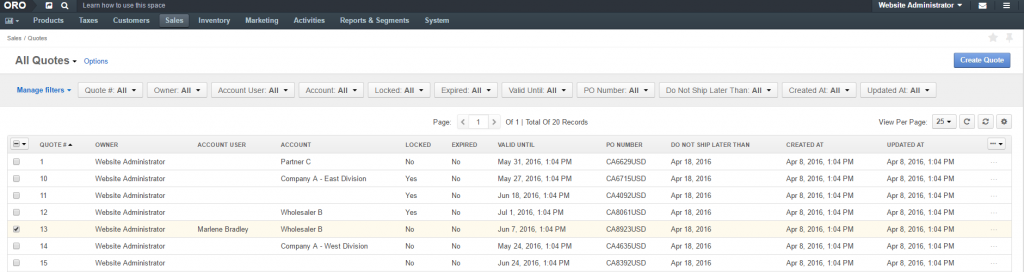 ORO Learn how to use this space Website Administrator
Products Taxes Customers Sales Inventory Marketing Activities Reports & Segments System
Sales / Quotes
All Quotes Options Create Quote
Manage filters Quote #: All Owner: All Account User: All Account: All Locked: All Expired: All Valid Until: All PO Number: All Do Not Ship Later Than: All Created At: All Updated At: All
Page: 1 Of 1 | Total Of 20 Records View Per Page: 25
QUOTE # OWNER ACCOUNT USER ACCOUNT LOCKED EXPIRED VALID UNTIL PO NUMBER DO NOT SHIP LATER THAN CREATED AT UPDATED AT
1 Website Administrator Partner C No No May 31, 2016, 1:04 PM CA6629USD Apr 18, 2016 Apr 8, 2016, 1:04 PM Apr 8, 2016, 1:04 PM
10 Website Administrator Company A - East Division Yes No May 27, 2016, 1:04 PM CA6715USD Apr 18, 2016 Apr 8, 2016, 1:04 PM Apr 8, 2016, 1:04 PM
11 Website Administrator Yes No Jun 18, 2016, 1:04 PM CA4092USD Apr 18, 2016 Apr 8, 2016, 1:04 PM Apr 8, 2016, 1:04 PM
12 Website Administrator Wholesaler B Yes No Jul 1, 2016, 1:04 PM CA8061USD Apr 18, 2016 Apr 8, 2016, 1:04 PM Apr 8, 2016, 1:04 PM
13 Website Administrator Marlene Bradley Wholesaler B No No Jun 7, 2016, 1:04 PM CA8923USD Apr 18, 2016 Apr 8, 2016, 1:04 PM Apr 8, 2016, 1:04 PM
14 Website Administrator Company A - West Division No No May 24, 2016, 1:04 PM CA4635USD Apr 18, 2016 Apr 8, 2016, 1:04 PM Apr 8, 2016, 1:04 PM
15 Website Administrator No No Jun 24, 2016, 1:04 PM CA8392USD Apr 18, 2016 Apr 8, 2016, 1:04 PM Apr 8, 2016, 1:04 PM